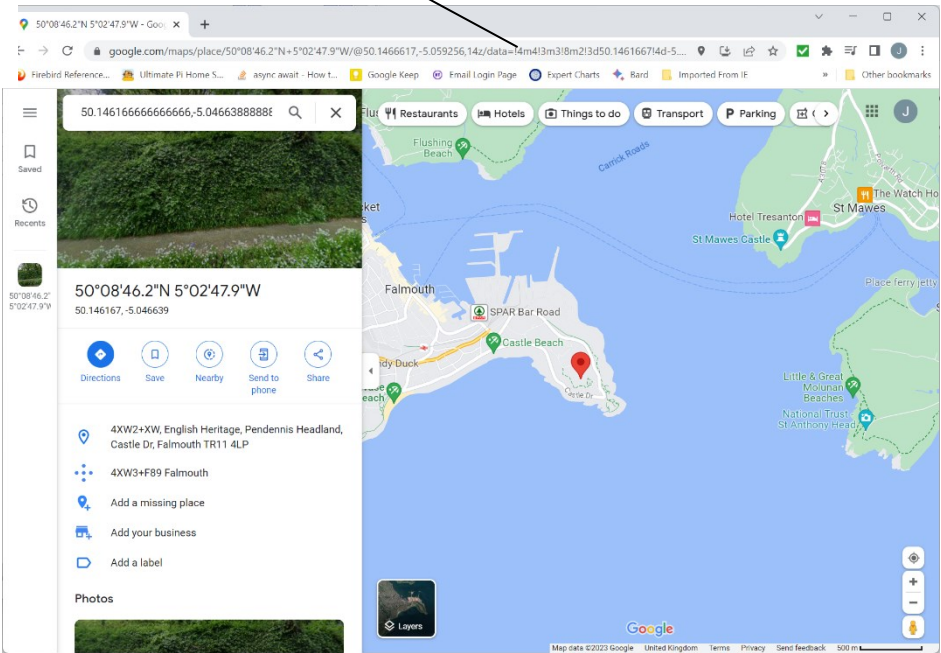 50°08'46.2"N 5°02'47.9"W - Goo
google.com/maps/place/50°08'46.2"N+5°02'47.9"W/@50.1466617,-5.059256,14z/data=!4m4!3m3!8m2!3d50.1461667!4d-5....
Firebird Reference... Ultimate Pi Home S... async await - How t... Google Keep Email Login Page Expert Charts Bard Imported From IE » Other bookmarks
50.146166666666666,-5.0466388888
Saved
Recents
50°08'46.2"
5°02'47.9"W
50°08'46.2"N 5°02'47.9"W
50.146167, -5.046639
Directions Save Nearby Send to phone Share
4XW2+XW, English Heritage, Pendennis Headland,
Castle Dr, Falmouth TR11 4LP
4XW3+F89 Falmouth
Add a missing place
Add your business
Add a label
Photos
Restaurants Hotels Things to do Transport P Parking
J
J
Flushing
Beach
Carrick Roads
The Watch Ho
St Mawes
Hotel Tresanton
St Mawes Castle
Place ferry jetty
Falmouth
SPAR Bar Road
Castle Beach
dy Duck
Castle Dr
Little & Great
Molunan
Beaches
National Trust
St Anthony Head
Layers
Google
Map data ©2023 Google United Kingdom Terms Privacy Send feedback 500 m